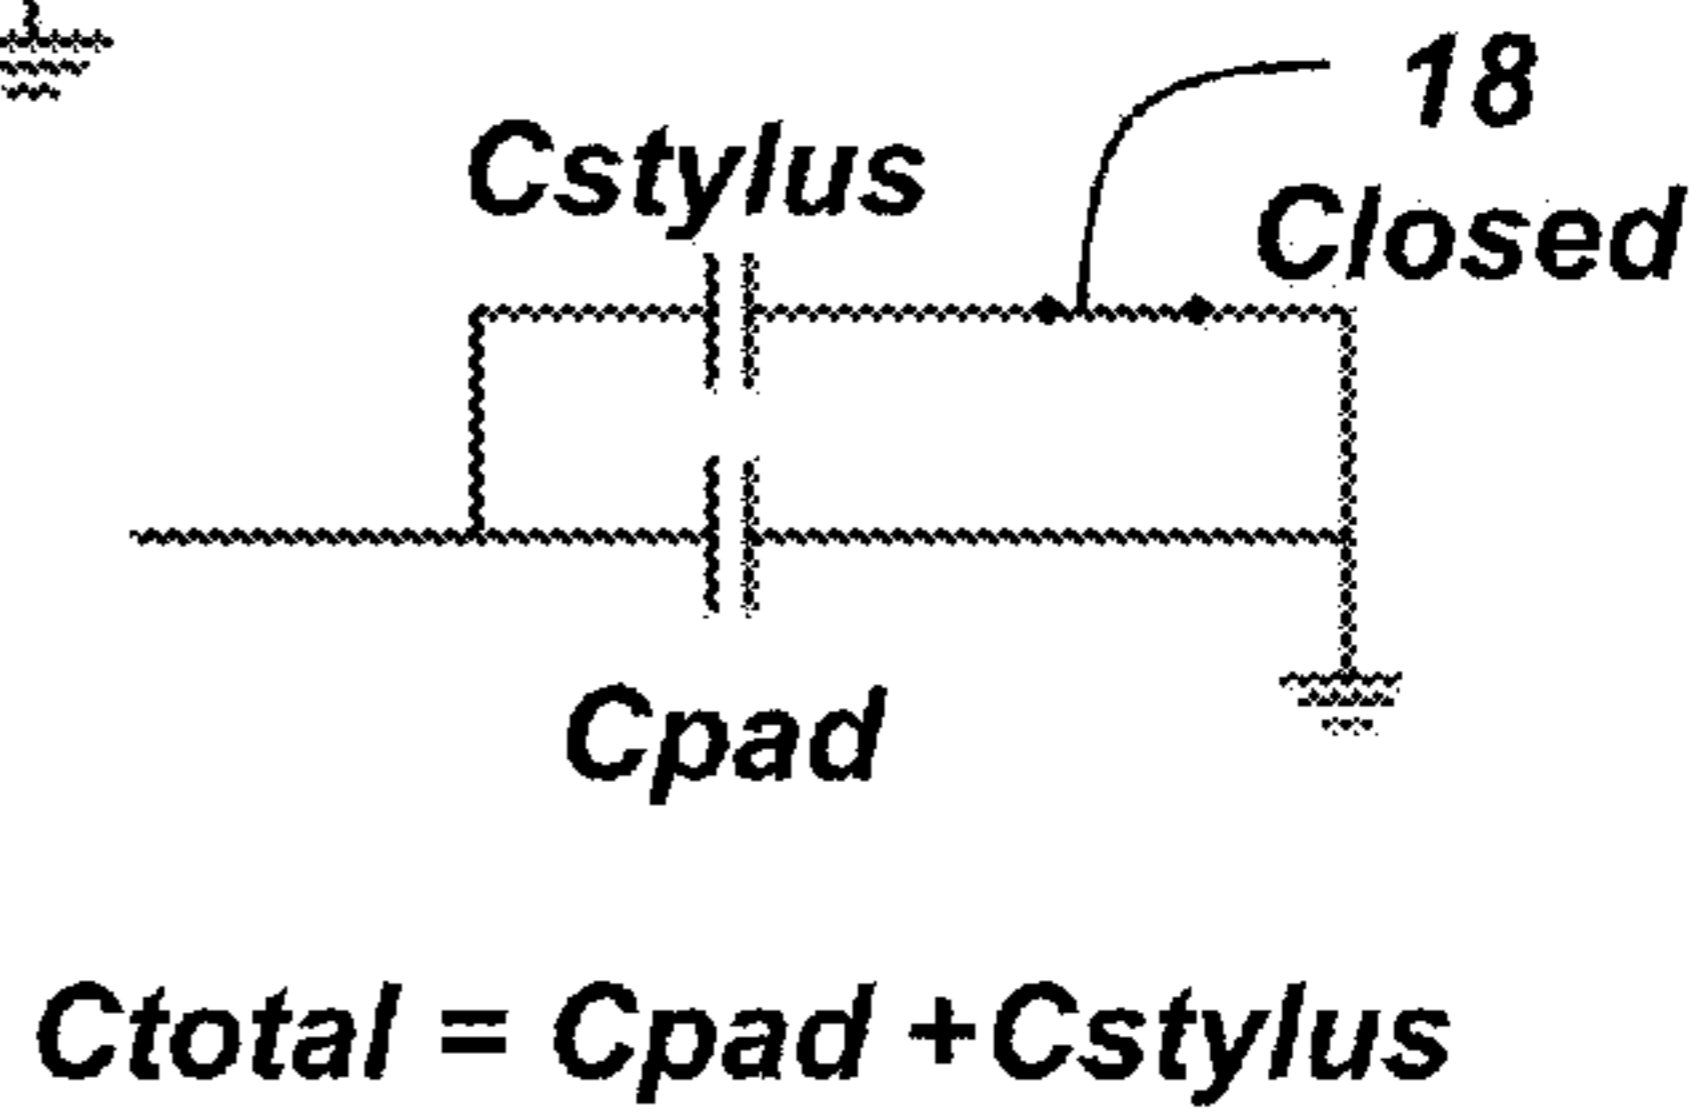 18
Closed
Cstylus
Cpad
Ctotal = Cpad +Cstylus